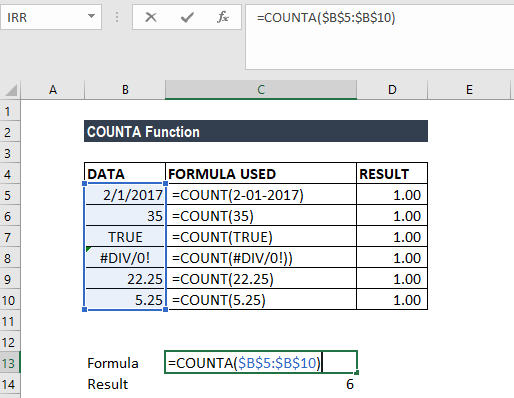 IRR
fx =COUNTA($B$5:$B$10)
A B C D E
1
2 COUNTA Function
3
4 DATA FORMULA USED RESULT
5 2/1/2017 =COUNT(2-01-2017) 1.00
6 35 =COUNT(35) 1.00
7 TRUE =COUNT(TRUE) 1.00
8 #DIV/0! =COUNT(#DIV/0!)) 1.00
9 22.25 =COUNT(22.25) 1.00
10 5.25 =COUNT(5.25) 1.00
11
12
13 Formula =COUNTA($B$5:$B$10)
14 Result 6